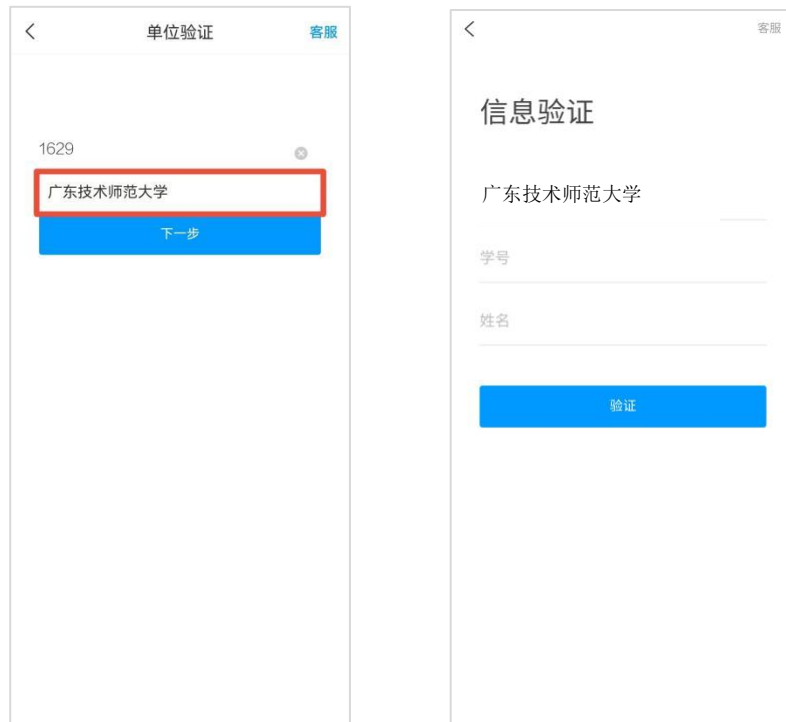 单位验证
客服
1629
广东技术师范大学
下一步
客服
信息验证
广东技术师范大学
学号
姓名
验证